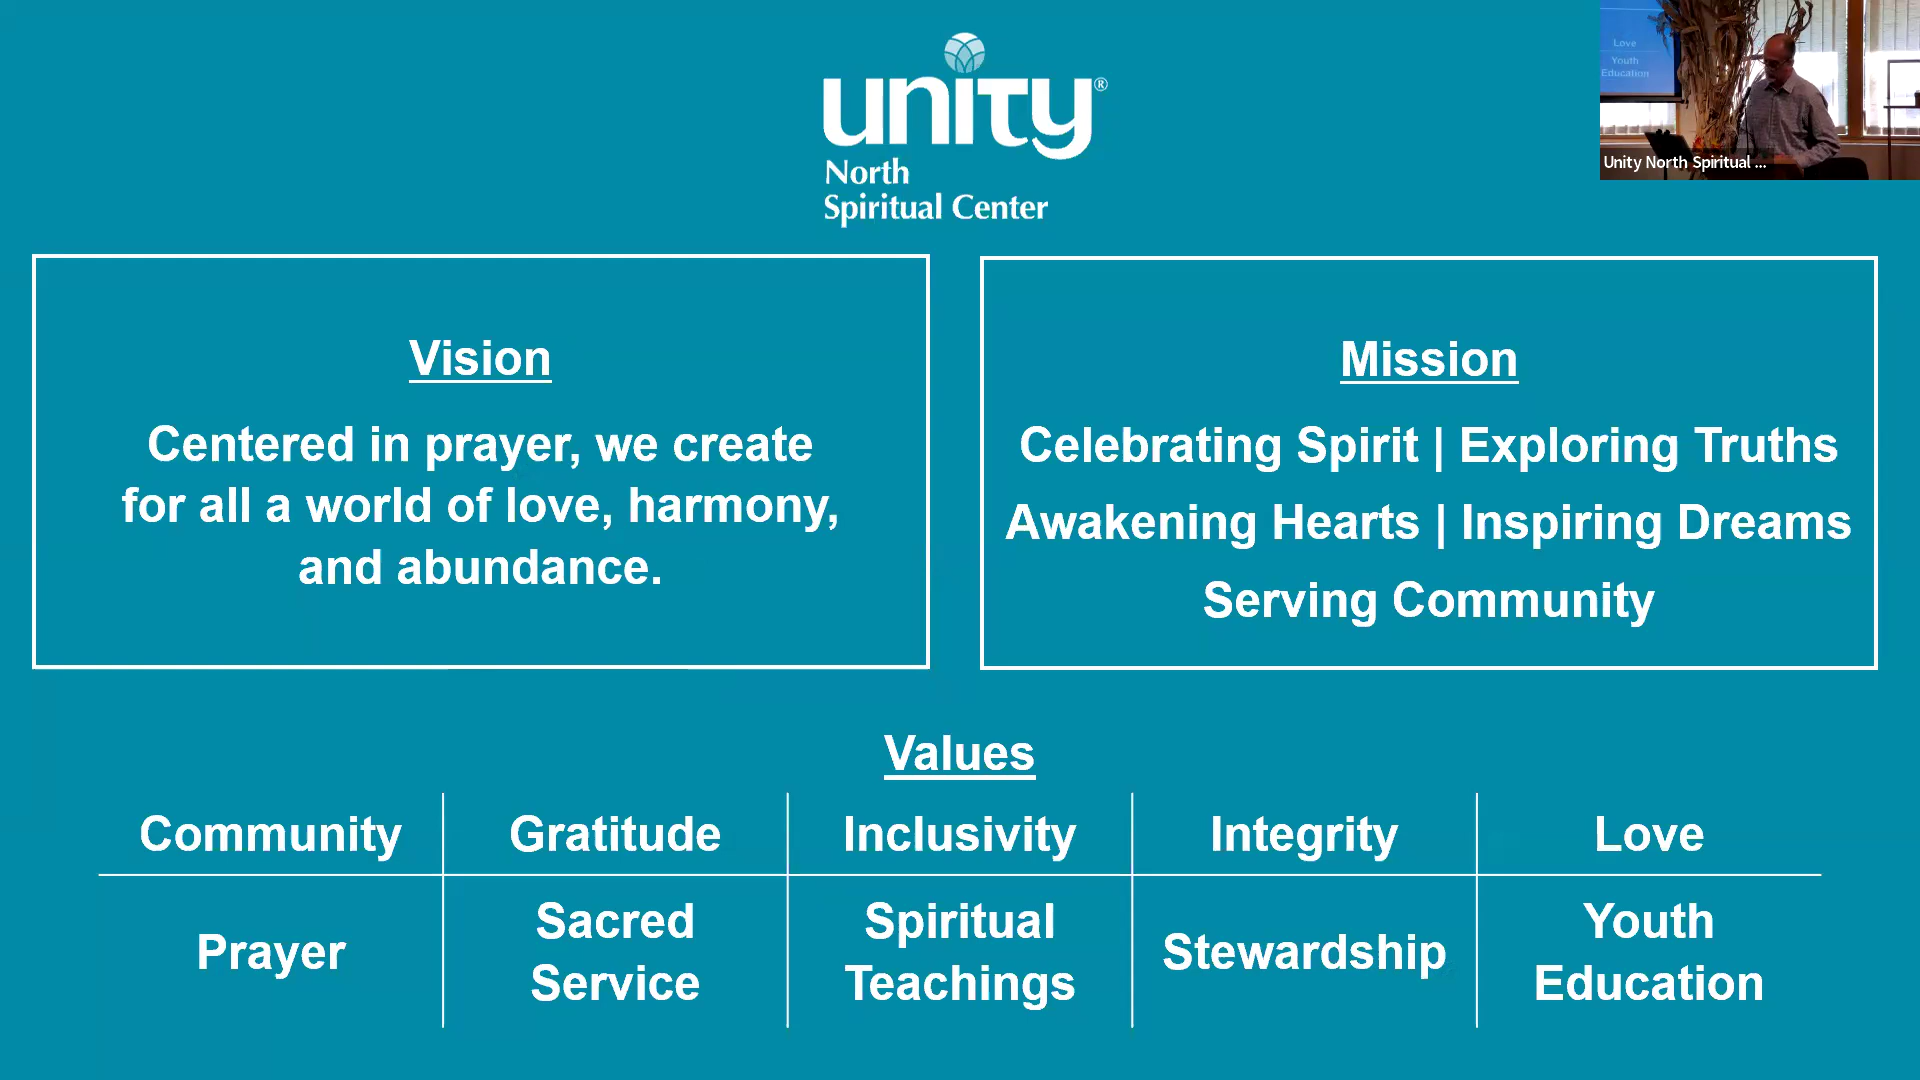 unity®
North
Spiritual Center
Love
Youth
Education
Unity North Spiritual ...
Vision
Centered in prayer, we create
for all a world of love, harmony,
and abundance.
Mission
Celebrating Spirit | Exploring Truths
Awakening Hearts | Inspiring Dreams
Serving Community
Values
Community Gratitude Inclusivity Integrity Love
Prayer Sacred Service Spiritual Teachings Stewardship Youth Education